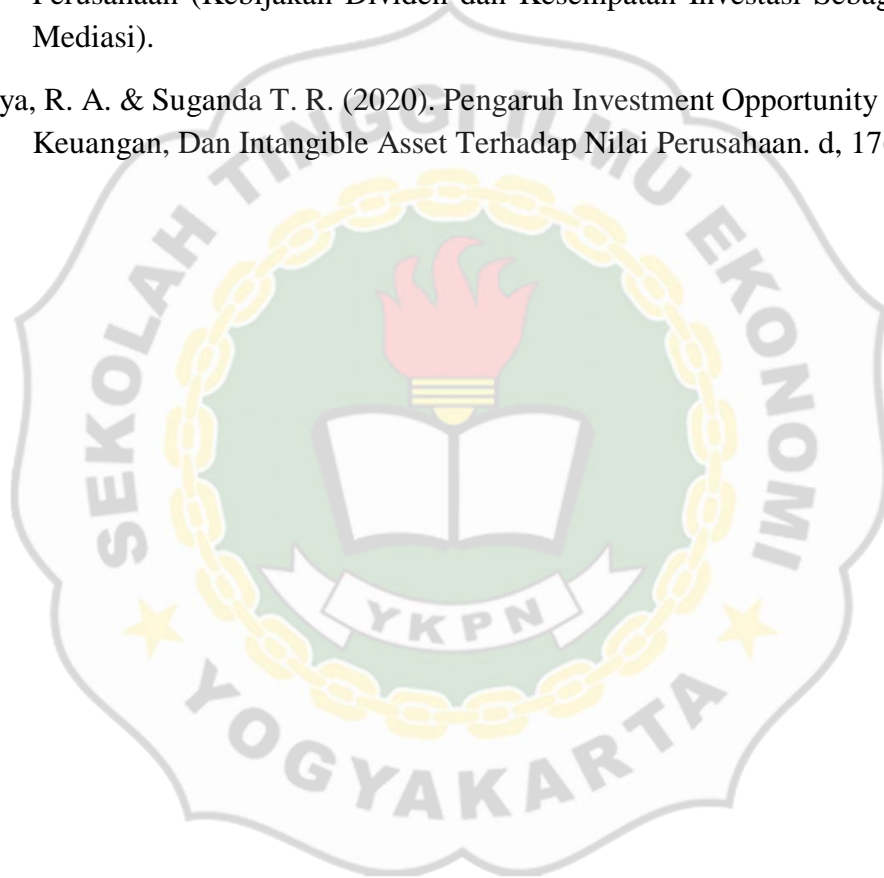 Perusahaan (Kebijakan Dividen dan Kesempatan Investasi Sebag
Mediasi).
ya, R. A. & Suganda T. R. (2020). Pengaruh Investment Opportunity
Keuangan, Dan Intangible Asset Terhadap Nilai Perusahaan. d, 17
SEKOLAH TINGGI ILMU EKONOMI
YKPN
YOGYAKARTA